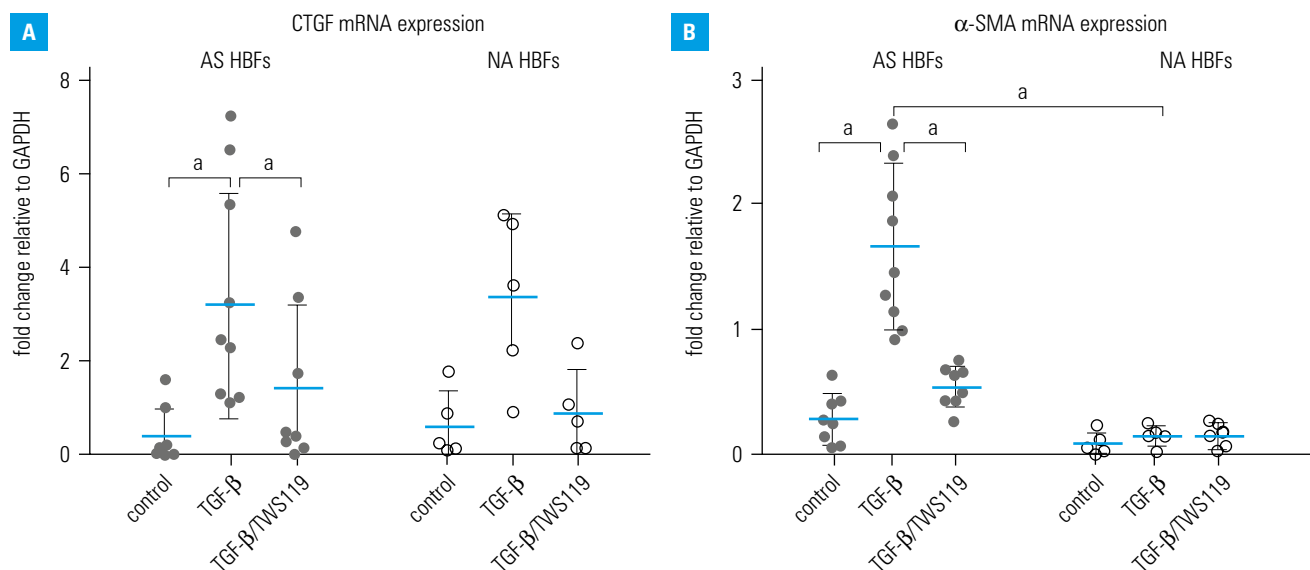 A
CTGF mRNA expression
AS HBFs
NA HBFs
fold change relative to GAPDH
8
6
4
2
0
a
a
control
TGF-β
TGF-β/TWS119
control
TGF-β
TGF-β/TWS119
B
α-SMA mRNA expression
AS HBFs
NA HBFs
fold change relative to GAPDH
3
2
1
0
a
a
a
control
TGF-β
TGF-β/TWS119
control
TGF-β
TGF-β/TWS119